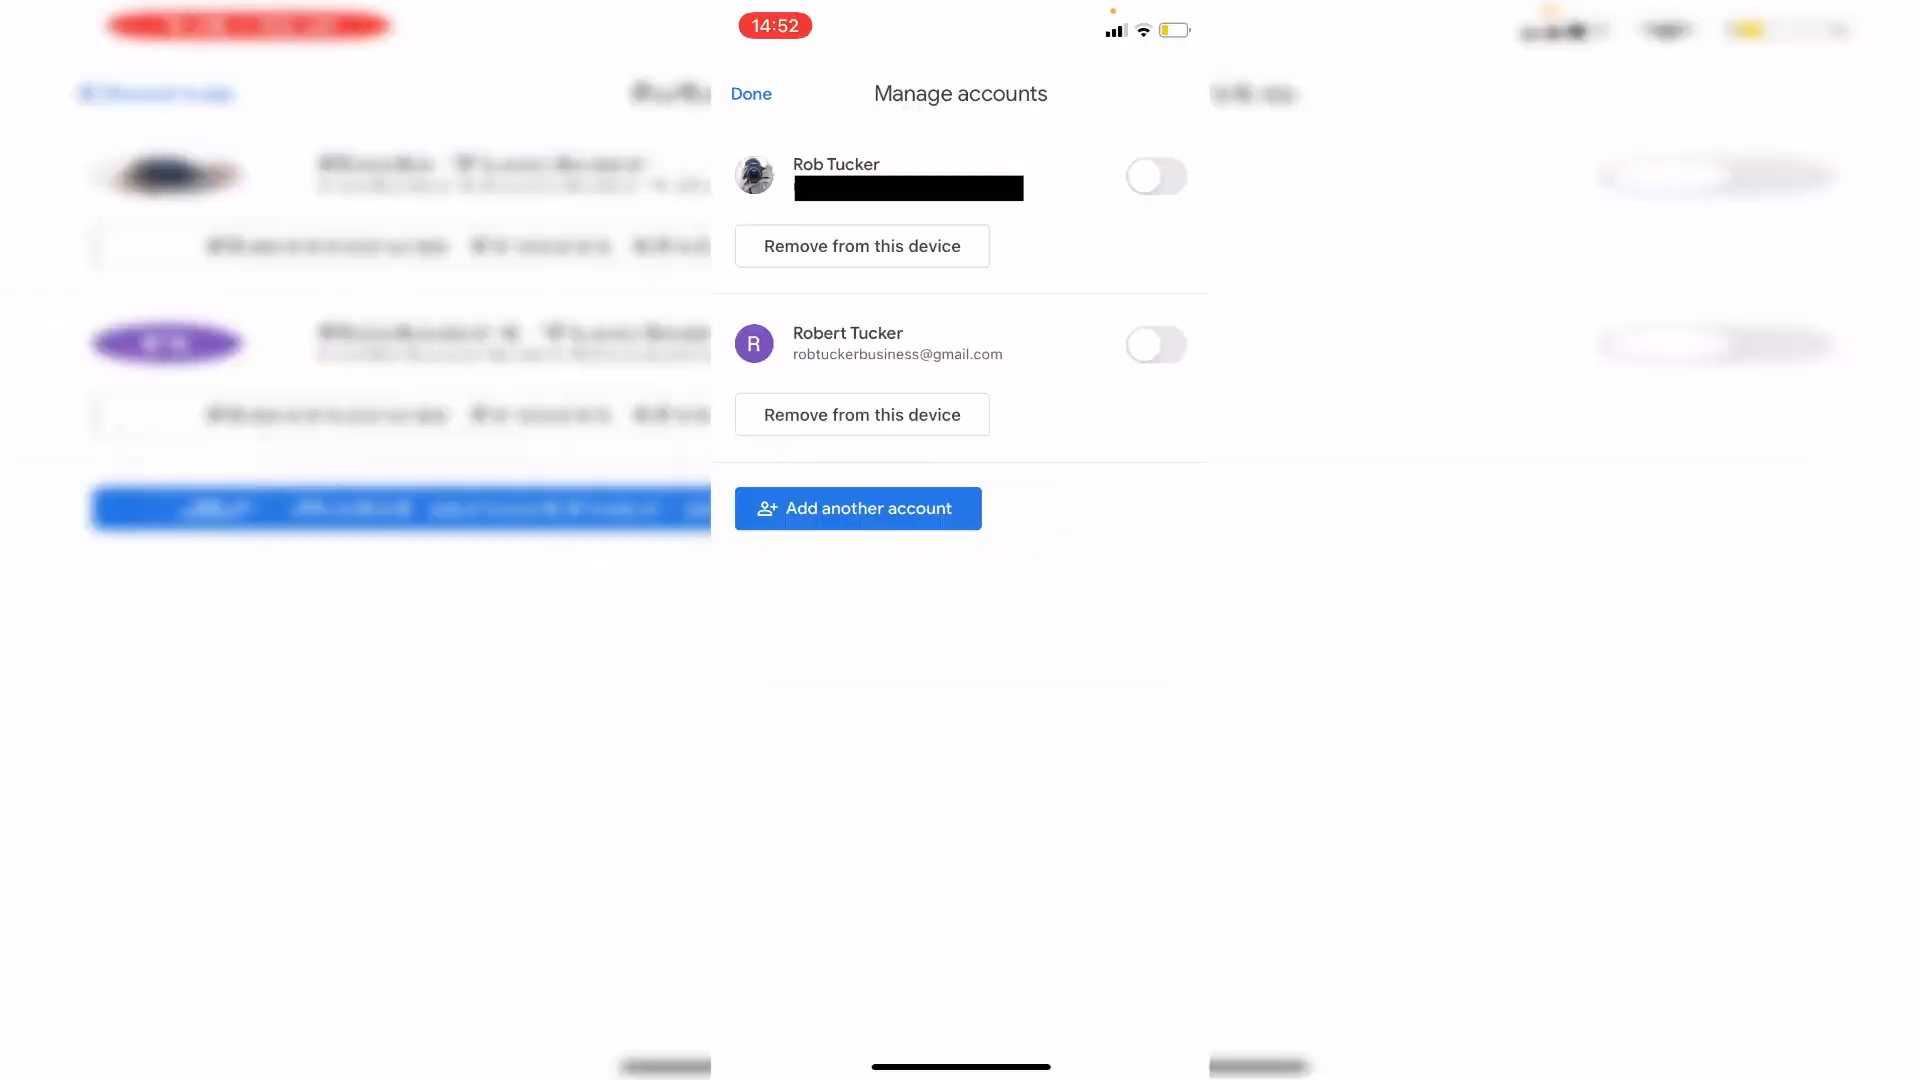 14:52
Done
Manage accounts
Rob Tucker
Remove from this device
R
Robert Tucker
robtuckerbusiness@gmail.com
Remove from this device
Add another account